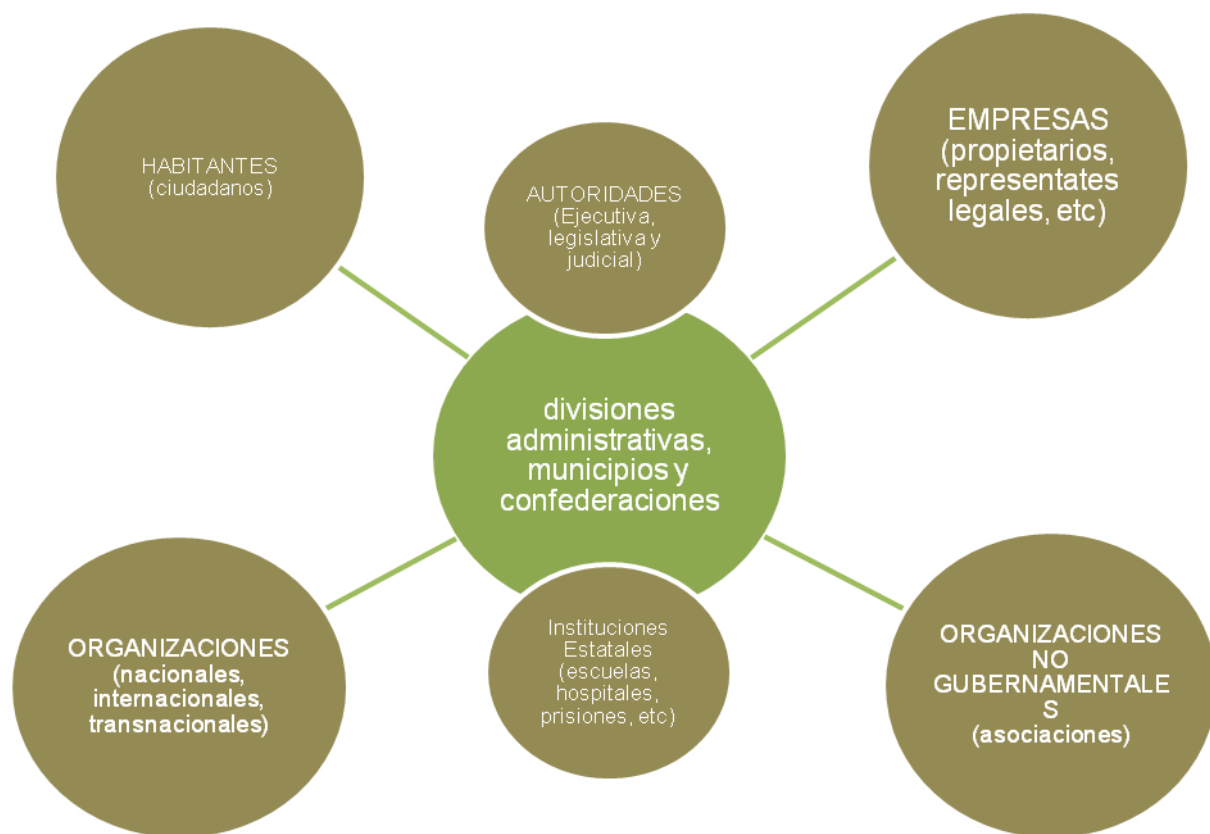 HABITANTES
(ciudadanos)
AUTORIDADES
(Ejecutiva,
legislativa y
judicial)
EMPRESAS
(propietarios,
representates
legales, etc)
divisiones
administrativas,
municipios y
confederaciones
ORGANIZACIONES
(nacionales,
internacionales,
transnacionales)
Instituciones
Estatales
(escuelas,
hospitales,
prisiones, etc)
ORGANIZACIONES
NO
GUBERNAMENTALE
S
(asociaciones)